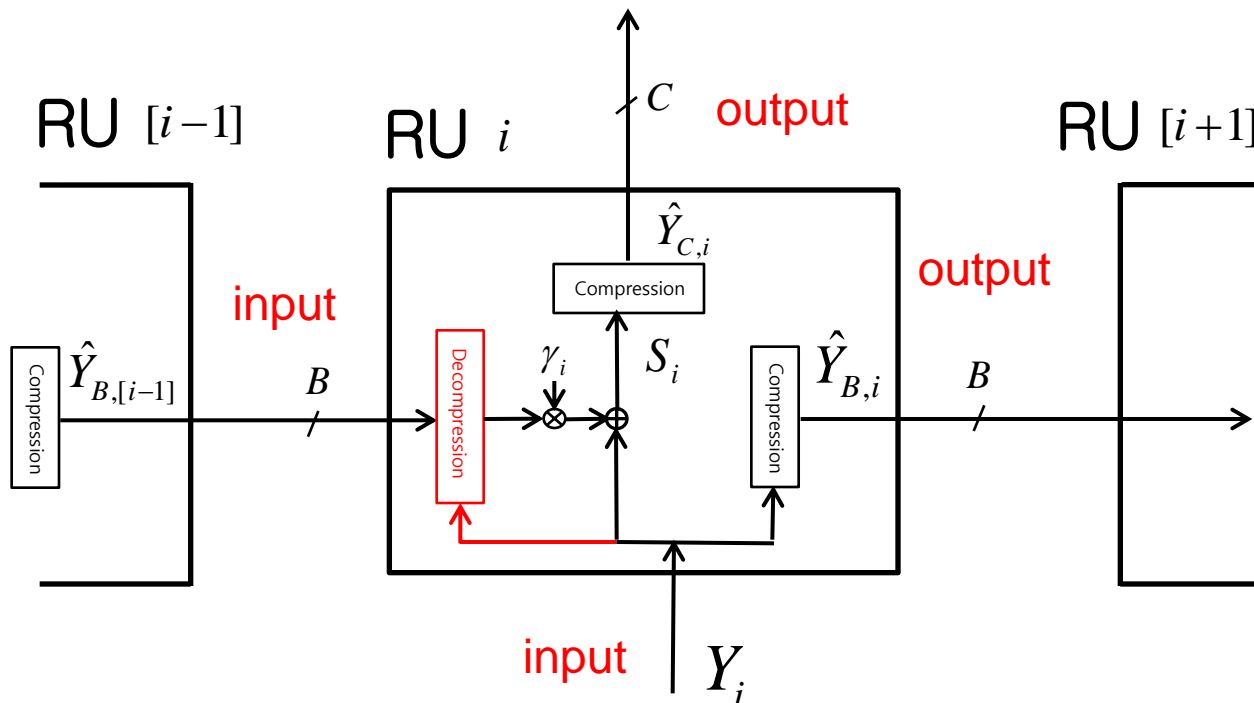 C
output
RU [i−1]
RU i
RU [i+1]
Ŷ_{C,i}
output
Compression
input
Compression
Ŷ_{B,[i−1]}
B
Decompression
γ_i
S_i
Compression
Ŷ_{B,i}
B
input
Y_i